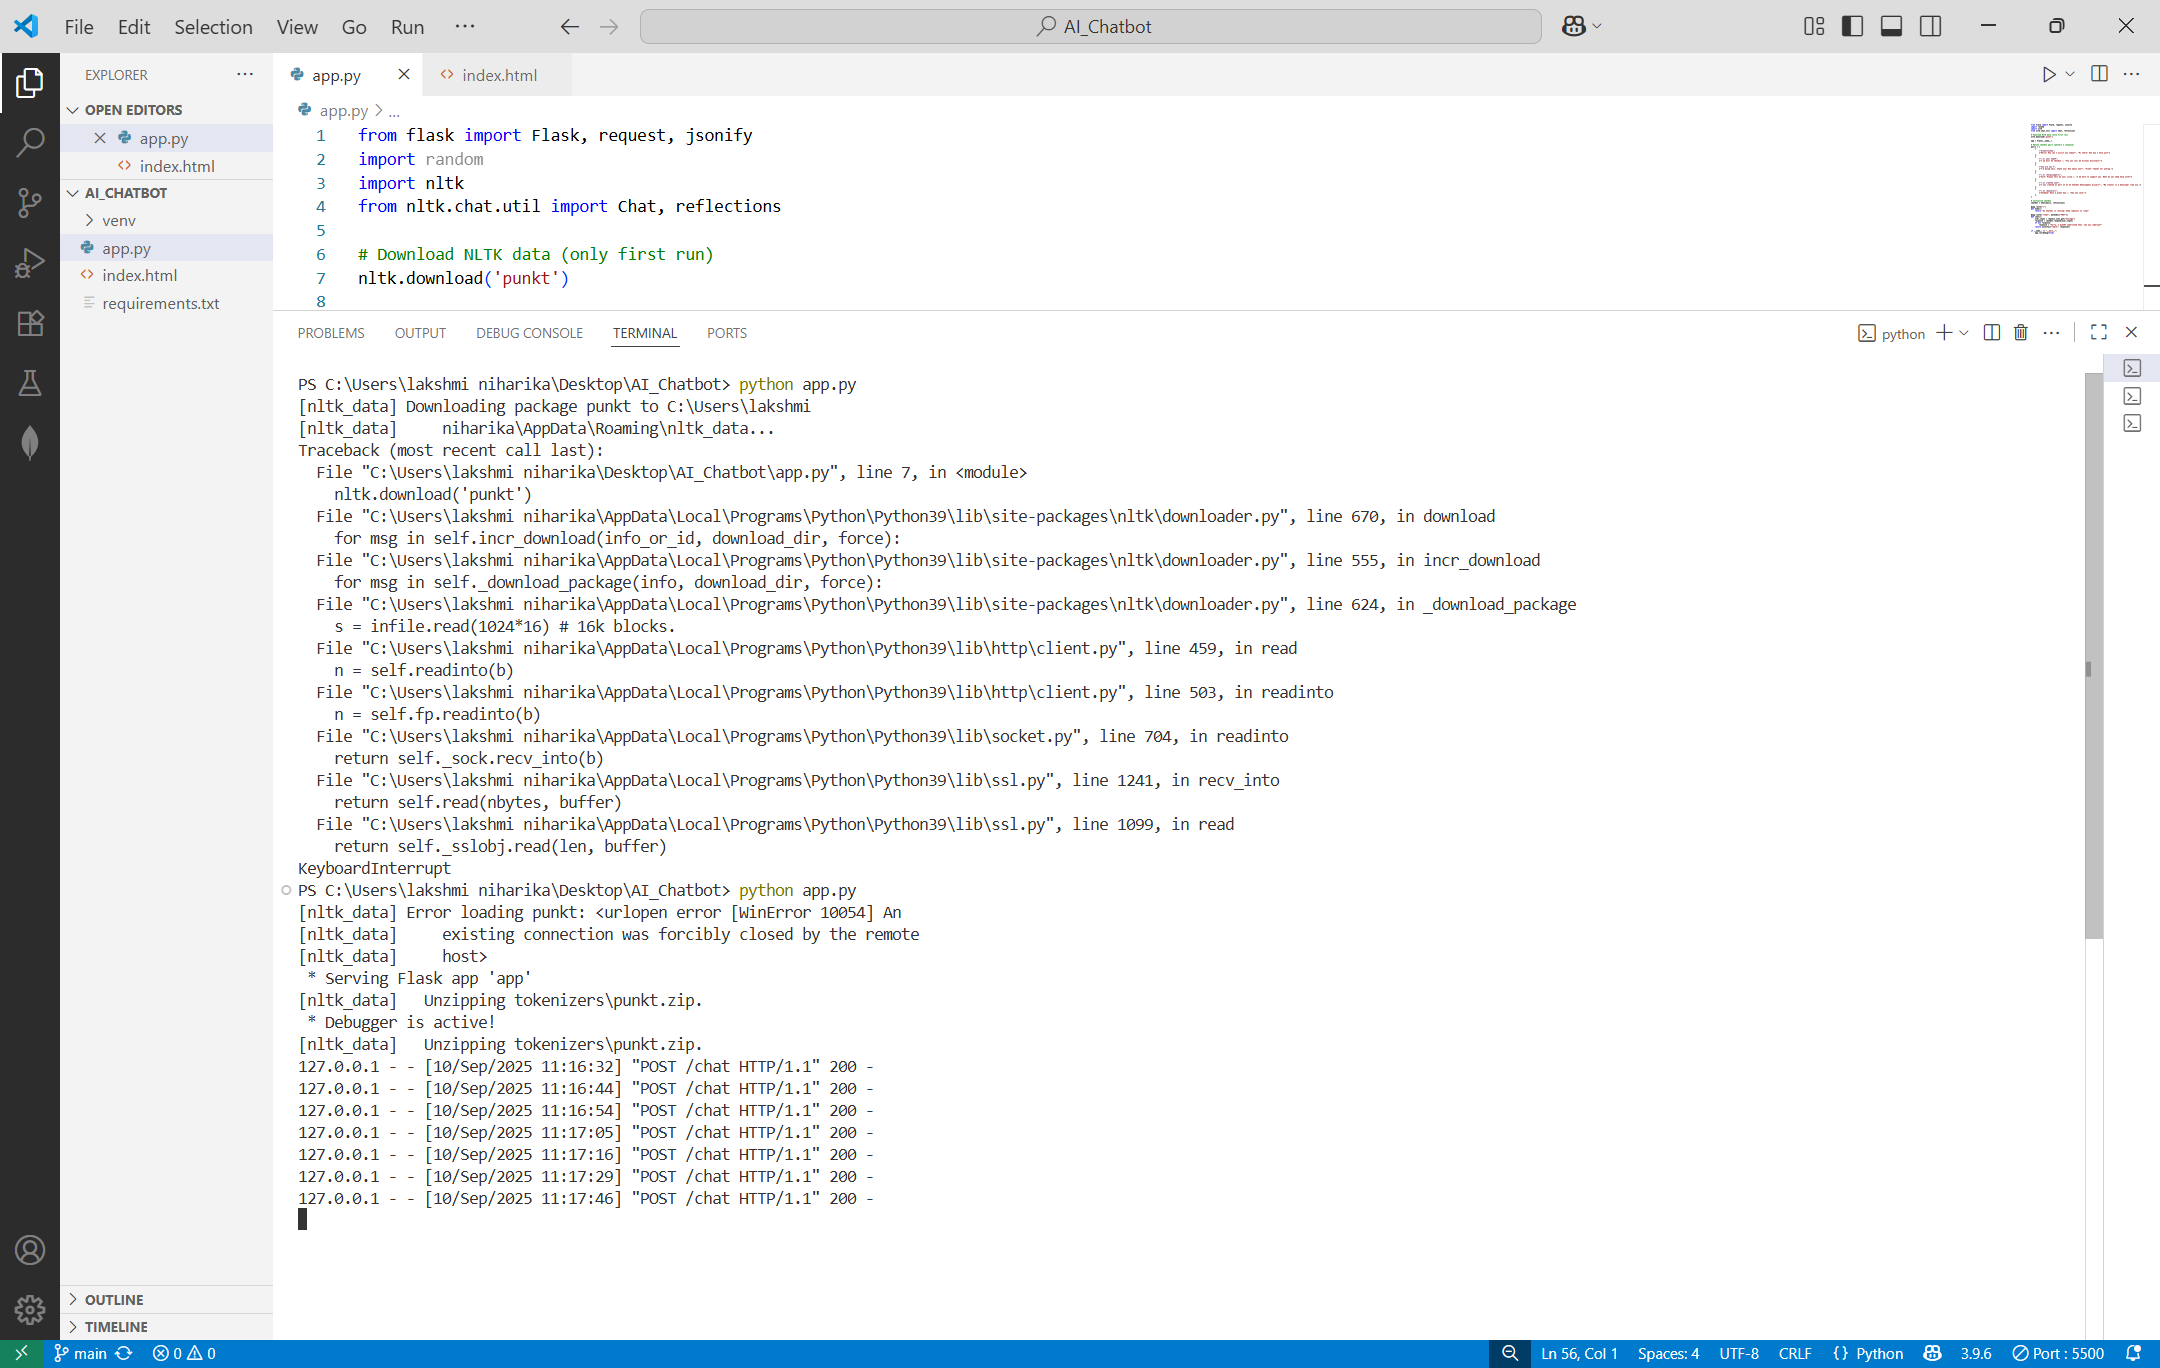 File Edit Selection View Go Run ··· AI_Chatbot
EXPLORER ···
OPEN EDITORS
app.py
index.html
AI_CHATBOT
venv
app.py
index.html
requirements.txt
OUTLINE
TIMELINE
app.py index.html
app.py > ...
1 from flask import Flask, request, jsonify
2 import random
3 import nltk
4 from nltk.chat.util import Chat, reflections
5
6 # Download NLTK data (only first run)
7 nltk.download('punkt')
8
PROBLEMS OUTPUT DEBUG CONSOLE TERMINAL PORTS python
PS C:\Users\lakshmi niharika\Desktop\AI_Chatbot> python app.py
[nltk_data] Downloading package punkt to C:\Users\lakshmi
[nltk_data]     niharika\AppData\Roaming\nltk_data...
Traceback (most recent call last):
  File "C:\Users\lakshmi niharika\Desktop\AI_Chatbot\app.py", line 7, in <module>
    nltk.download('punkt')
  File "C:\Users\lakshmi niharika\AppData\Local\Programs\Python\Python39\lib\site-packages\nltk\downloader.py", line 670, in download
    for msg in self.incr_download(info_or_id, download_dir, force):
  File "C:\Users\lakshmi niharika\AppData\Local\Programs\Python\Python39\lib\site-packages\nltk\downloader.py", line 555, in incr_download
    for msg in self._download_package(info, download_dir, force):
  File "C:\Users\lakshmi niharika\AppData\Local\Programs\Python\Python39\lib\site-packages\nltk\downloader.py", line 624, in _download_package
    s = infile.read(1024*16) # 16k blocks.
  File "C:\Users\lakshmi niharika\AppData\Local\Programs\Python\Python39\lib\http\client.py", line 459, in read
    n = self.readinto(b)
  File "C:\Users\lakshmi niharika\AppData\Local\Programs\Python\Python39\lib\http\client.py", line 503, in readinto
    n = self.fp.readinto(b)
  File "C:\Users\lakshmi niharika\AppData\Local\Programs\Python\Python39\lib\socket.py", line 704, in readinto
    return self._sock.recv_into(b)
  File "C:\Users\lakshmi niharika\AppData\Local\Programs\Python\Python39\lib\ssl.py", line 1241, in recv_into
    return self.read(nbytes, buffer)
  File "C:\Users\lakshmi niharika\AppData\Local\Programs\Python\Python39\lib\ssl.py", line 1099, in read
    return self._sslobj.read(len, buffer)
KeyboardInterrupt
PS C:\Users\lakshmi niharika\Desktop\AI_Chatbot> python app.py
[nltk_data] Error loading punkt: <urlopen error [WinError 10054] An
[nltk_data]     existing connection was forcibly closed by the remote
[nltk_data]     host>
 * Serving Flask app 'app'
[nltk_data]   Unzipping tokenizers\punkt.zip.
 * Debugger is active!
[nltk_data]   Unzipping tokenizers\punkt.zip.
127.0.0.1 - - [10/Sep/2025 11:16:32] "POST /chat HTTP/1.1" 200 -
127.0.0.1 - - [10/Sep/2025 11:16:44] "POST /chat HTTP/1.1" 200 -
127.0.0.1 - - [10/Sep/2025 11:16:54] "POST /chat HTTP/1.1" 200 -
127.0.0.1 - - [10/Sep/2025 11:17:05] "POST /chat HTTP/1.1" 200 -
127.0.0.1 - - [10/Sep/2025 11:17:16] "POST /chat HTTP/1.1" 200 -
127.0.0.1 - - [10/Sep/2025 11:17:29] "POST /chat HTTP/1.1" 200 -
127.0.0.1 - - [10/Sep/2025 11:17:46] "POST /chat HTTP/1.1" 200 -
main 0 0 Ln 56, Col 1 Spaces: 4 UTF-8 CRLF {} Python 3.9.6 Port : 5500